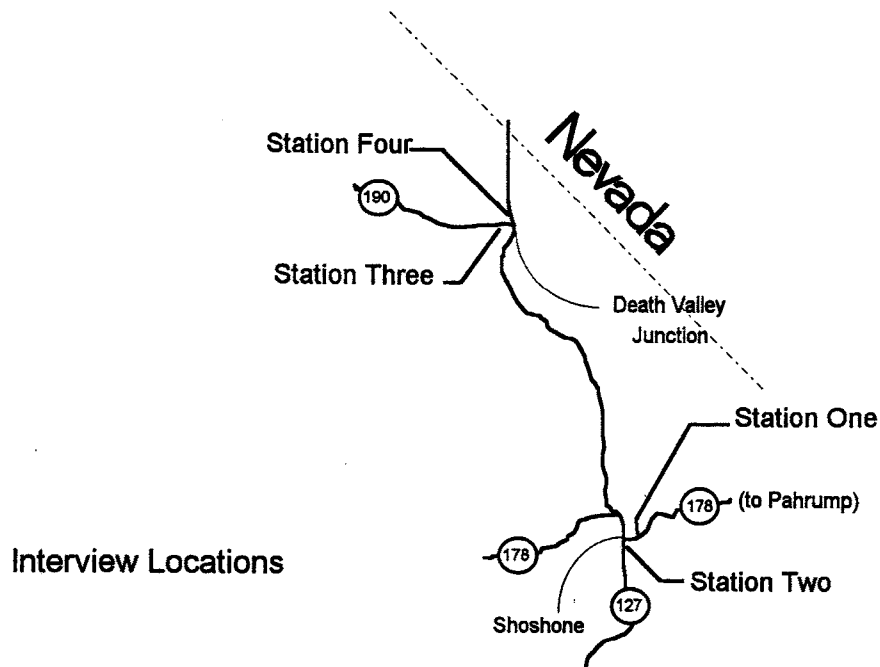 Nevada
Station Four
190
Station Three
Death Valley
Junction
Station One
178
(to Pahrump)
178
Interview Locations
Station Two
127
Shoshone